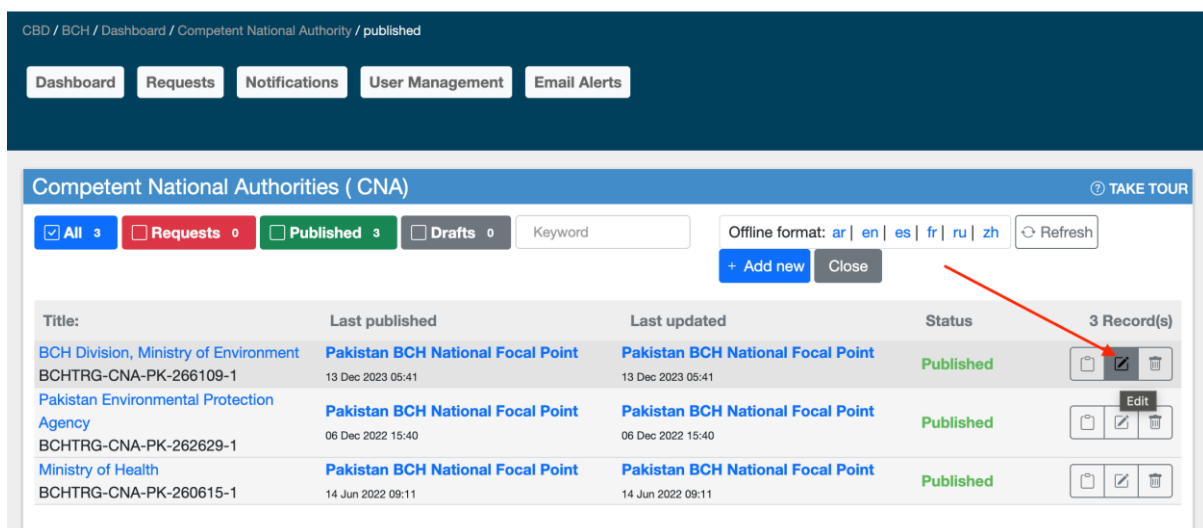 CBD / BCH / Dashboard / Competent National Authority / published
Dashboard Requests Notifications User Management Email Alerts
Competent National Authorities ( CNA) TAKE TOUR
All 3 Requests 0 Published 3 Drafts 0 Keyword Offline format: ar | en | es | fr | ru | zh Refresh
+ Add new Close
Title: Last published Last updated Status 3 Record(s)
BCH Division, Ministry of Environment Pakistan BCH National Focal Point Pakistan BCH National Focal Point Published
BCHTRG-CNA-PK-266109-1 13 Dec 2023 05:41 13 Dec 2023 05:41
Edit
Pakistan Environmental Protection
Agency Pakistan BCH National Focal Point Pakistan BCH National Focal Point Published
BCHTRG-CNA-PK-262629-1 06 Dec 2022 15:40 06 Dec 2022 15:40
Ministry of Health Pakistan BCH National Focal Point Pakistan BCH National Focal Point Published
BCHTRG-CNA-PK-260615-1 14 Jun 2022 09:11 14 Jun 2022 09:11